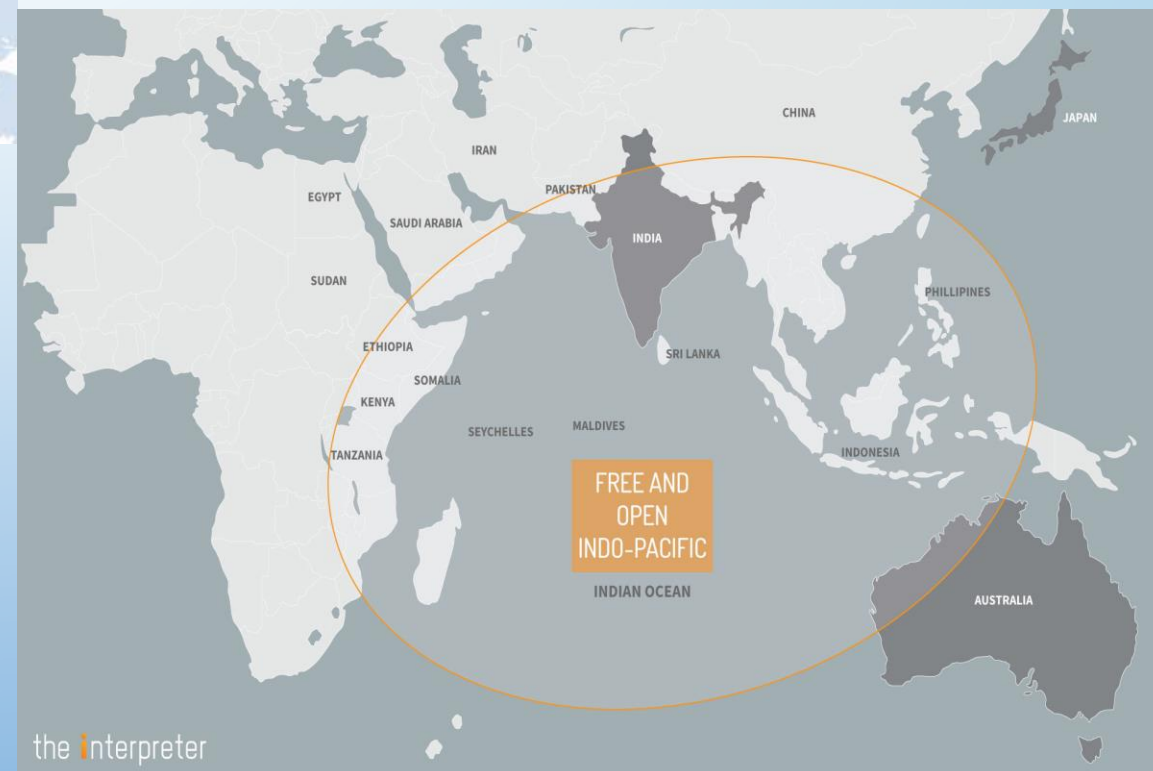 CHINA
JAPAN
IRAN
PAKISTAN
EGYPT
SAUDI ARABIA
INDIA
SUDAN
PHILLIPINES
ETHIOPIA
SRI LANKA
SOMALIA
KENYA
SEYCHELLES
MALDIVES
TANZANIA
INDONESIA
FREE AND
OPEN
INDO-PACIFIC
INDIAN OCEAN
AUSTRALIA
the interpreter